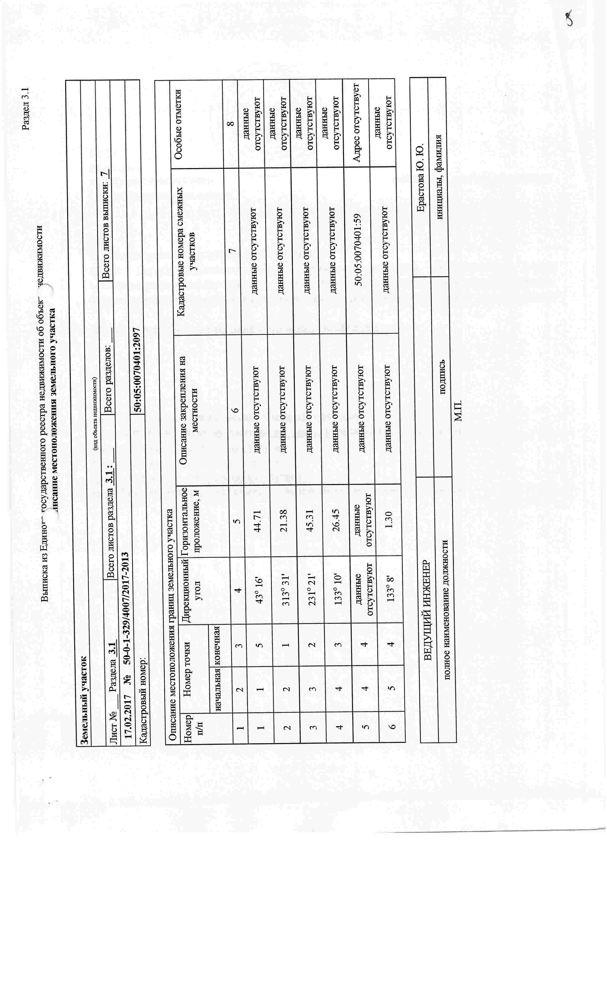 Раздел 3.1
Выписка из Единого государственного реестра недвижимости об объек недвижимости
писание местоположения земельного участка
Земельный участок
(вид объекта недвижимости)
Лист № ___ Раздела 3.1 Всего листов раздела 3.1 : ___ Всего разделов: ___ Всего листов выписки: 7
17.02.2017 № 50-0-1-329/4007/2017-2013
Кадастровый номер: 50:05:0070401:2097
Описание местоположения границ земельного участка
Номер п/п Номер точки Дирекционный угол Горизонтальное проложение, м Описание закрепления на местности Кадастровые номера смежных участков Особые отметки
начальная конечная
1 2 3 4 5 6 7 8
1 1 5 43° 16' 44.71 данные отсутствуют данные отсутствуют данные отсутствуют
2 2 1 313° 31' 21.38 данные отсутствуют данные отсутствуют данные отсутствуют
3 3 2 231° 21' 45.31 данные отсутствуют данные отсутствуют данные отсутствуют
4 4 3 133° 10' 26.45 данные отсутствуют данные отсутствуют данные отсутствуют
5 4 4 данные отсутствуют данные отсутствуют данные отсутствуют 50:05:0070401:59 Адрес отсутствует
6 5 4 133° 8' 1.30 данные отсутствуют данные отсутствуют данные отсутствуют
ВЕДУЩИЙ ИНЖЕНЕР Ерастова Ю. Ю.
полное наименование должности подпись инициалы, фамилия
М.П.